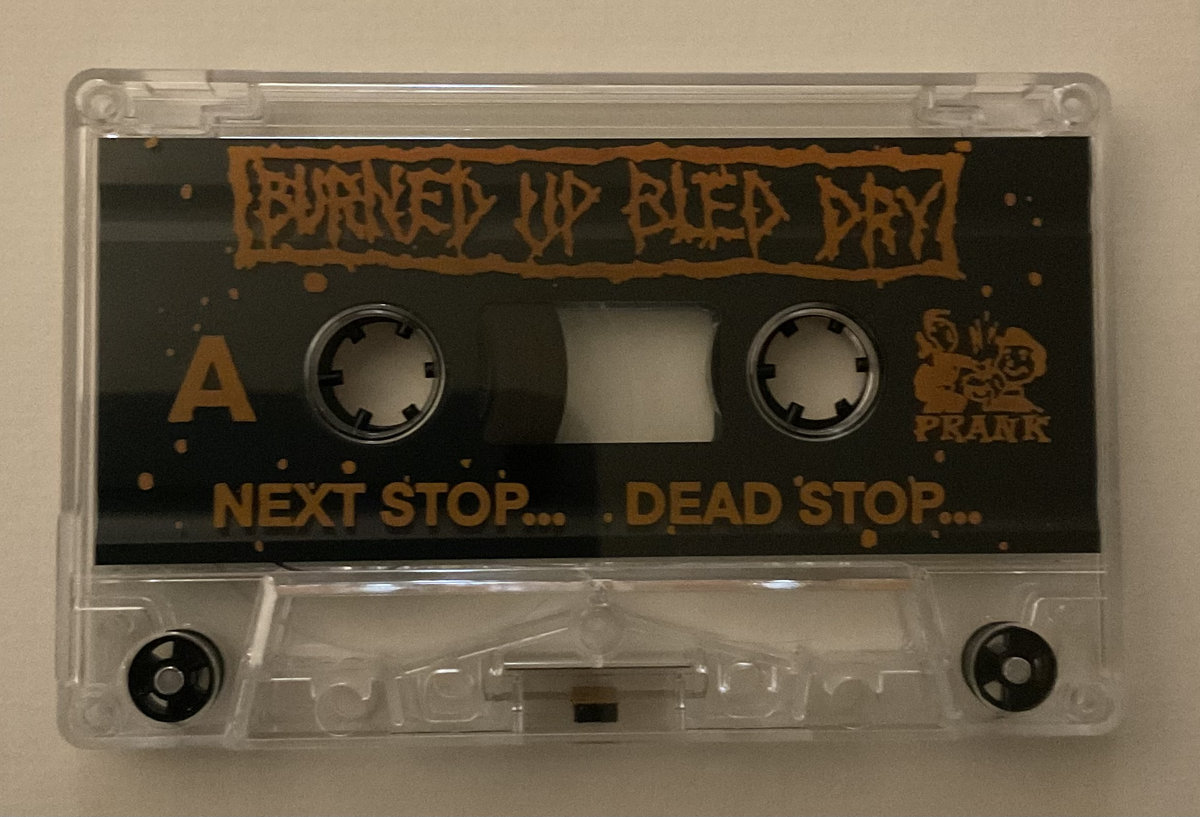 BURNED UP BLED DRY
A
PRANK
NEXT STOP... DEAD STOP...